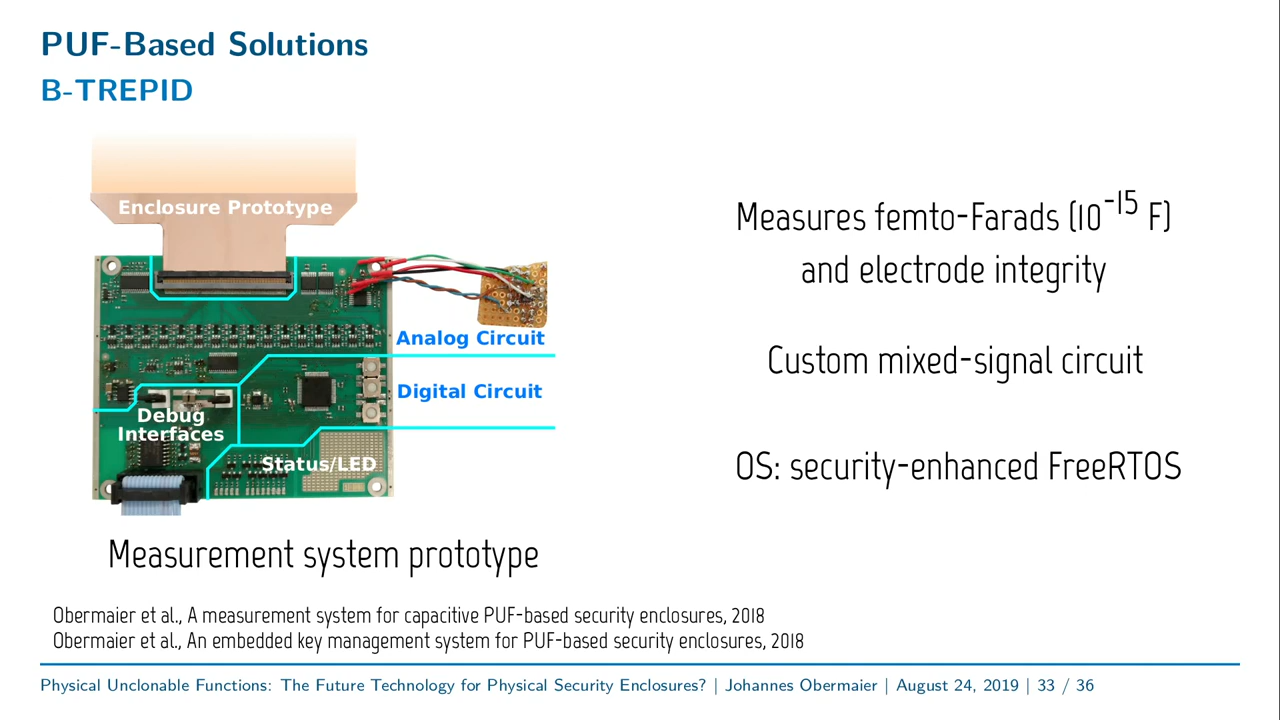 PUF-Based Solutions
B-TREPID
Enclosure Prototype
Analog Circuit
Digital Circuit
Debug
Interfaces
Status/LED
Measurement system prototype
Measures femto-Farads (10⁻¹⁵ F)
and electrode integrity
Custom mixed-signal circuit
OS: security-enhanced FreeRTOS
Obermaier et al., A measurement system for capacitive PUF-based security enclosures, 2018
Obermaier et al., An embedded key management system for PUF-based security enclosures, 2018
Physical Unclonable Functions: The Future Technology for Physical Security Enclosures? | Johannes Obermaier | August 24, 2019 | 33 / 36